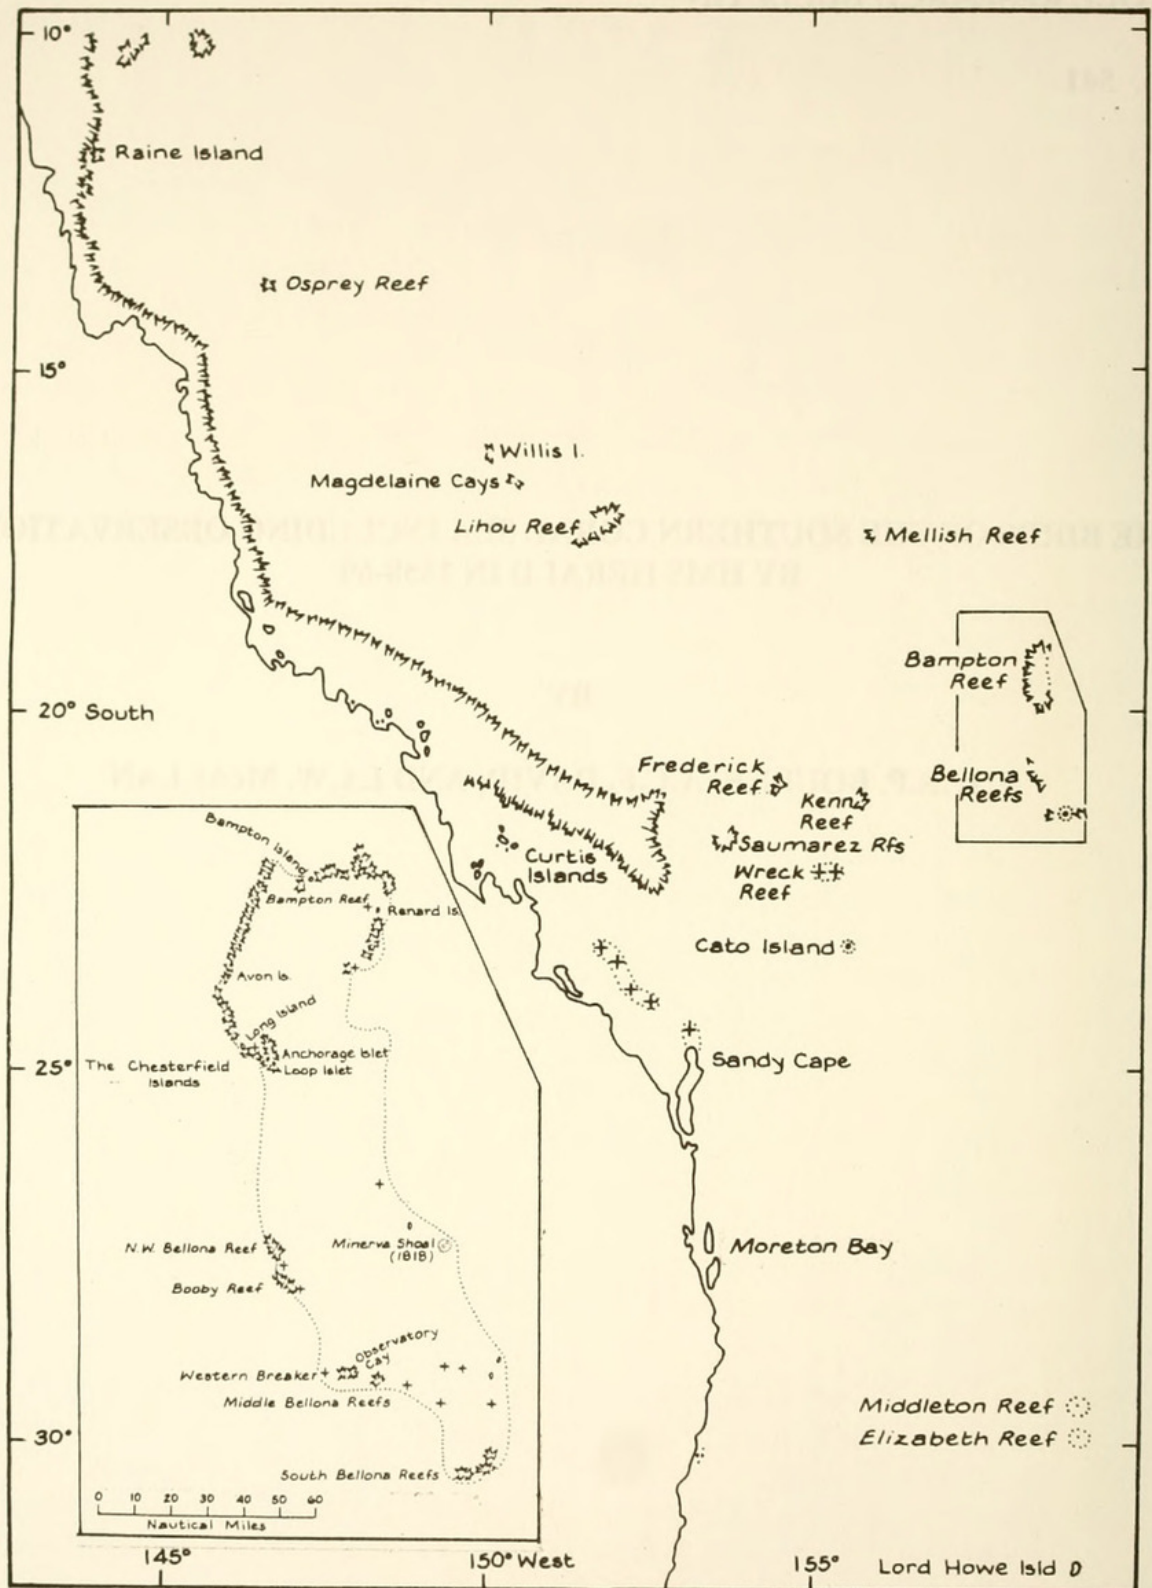 10°
Raine Island
Osprey Reef
15°
Willis I.
Magdelaine Cays
Lihou Reef
Mellish Reef
Bampton
Reef
20° South
Frederick
Reef
Bellona
Reefs
Kenn
Reef
Saumarez Rfs
Curtis
Islands
Wreck
Reef
Cato Island
Sandy Cape
25°
Moreton Bay
Middleton Reef
Elizabeth Reef
30°
145°
150° West
155°
Lord Howe Isld
Bampton Island
Bampton Reef
Renard Is.
Avon Is.
Long Island
Anchorage Islet
Loop Islet
The Chesterfield
Islands
N.W. Bellona Reef
Minerva Shoal
(1818)
Booby Reef
Observatory
Cay
Western Breaker
Middle Bellona Reefs
South Bellona Reefs
0 10 20 30 40 50 60
Nautical Miles